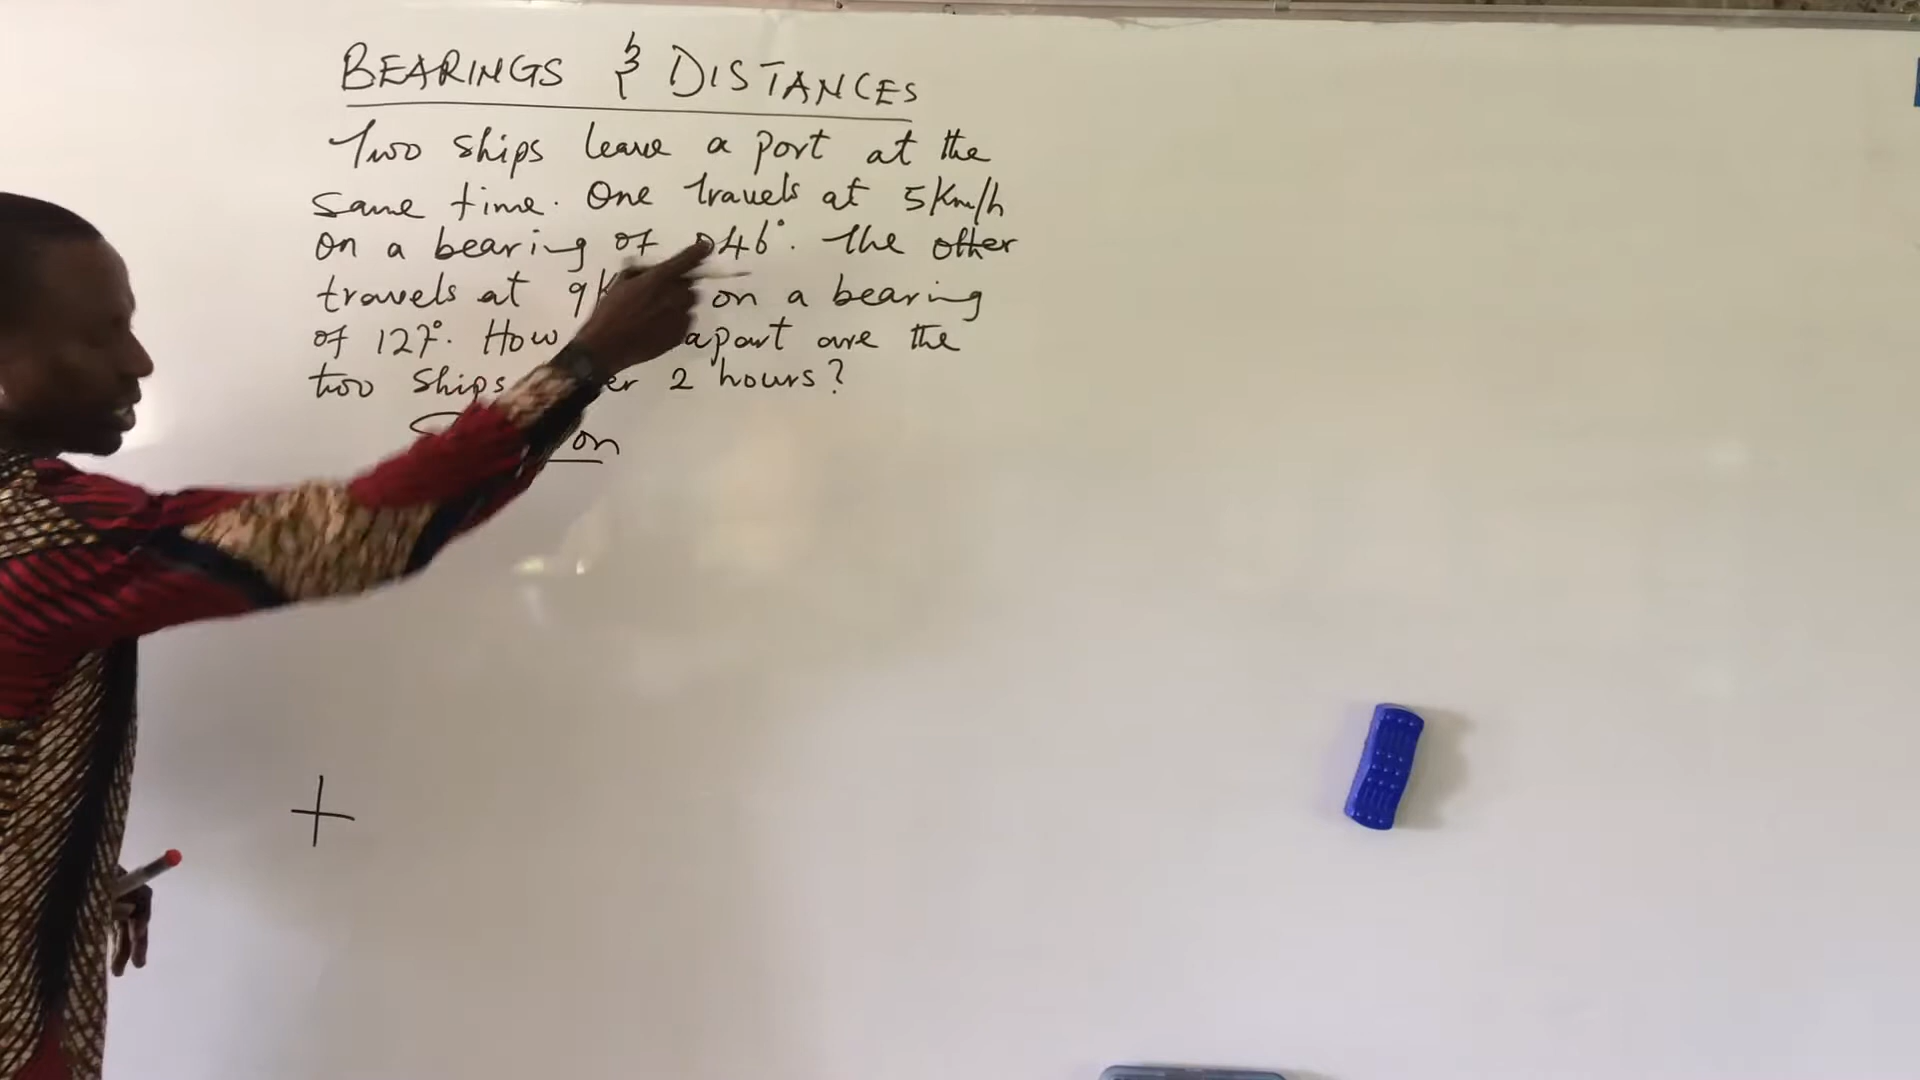 BEARINGS & DISTANCES
Two ships leave a port at the
same time. One travels at 5Km/h
on a bearing of 046°. The other
travels at 9 on a bearing
of 127°. How apart are the
two ships 2 hours?